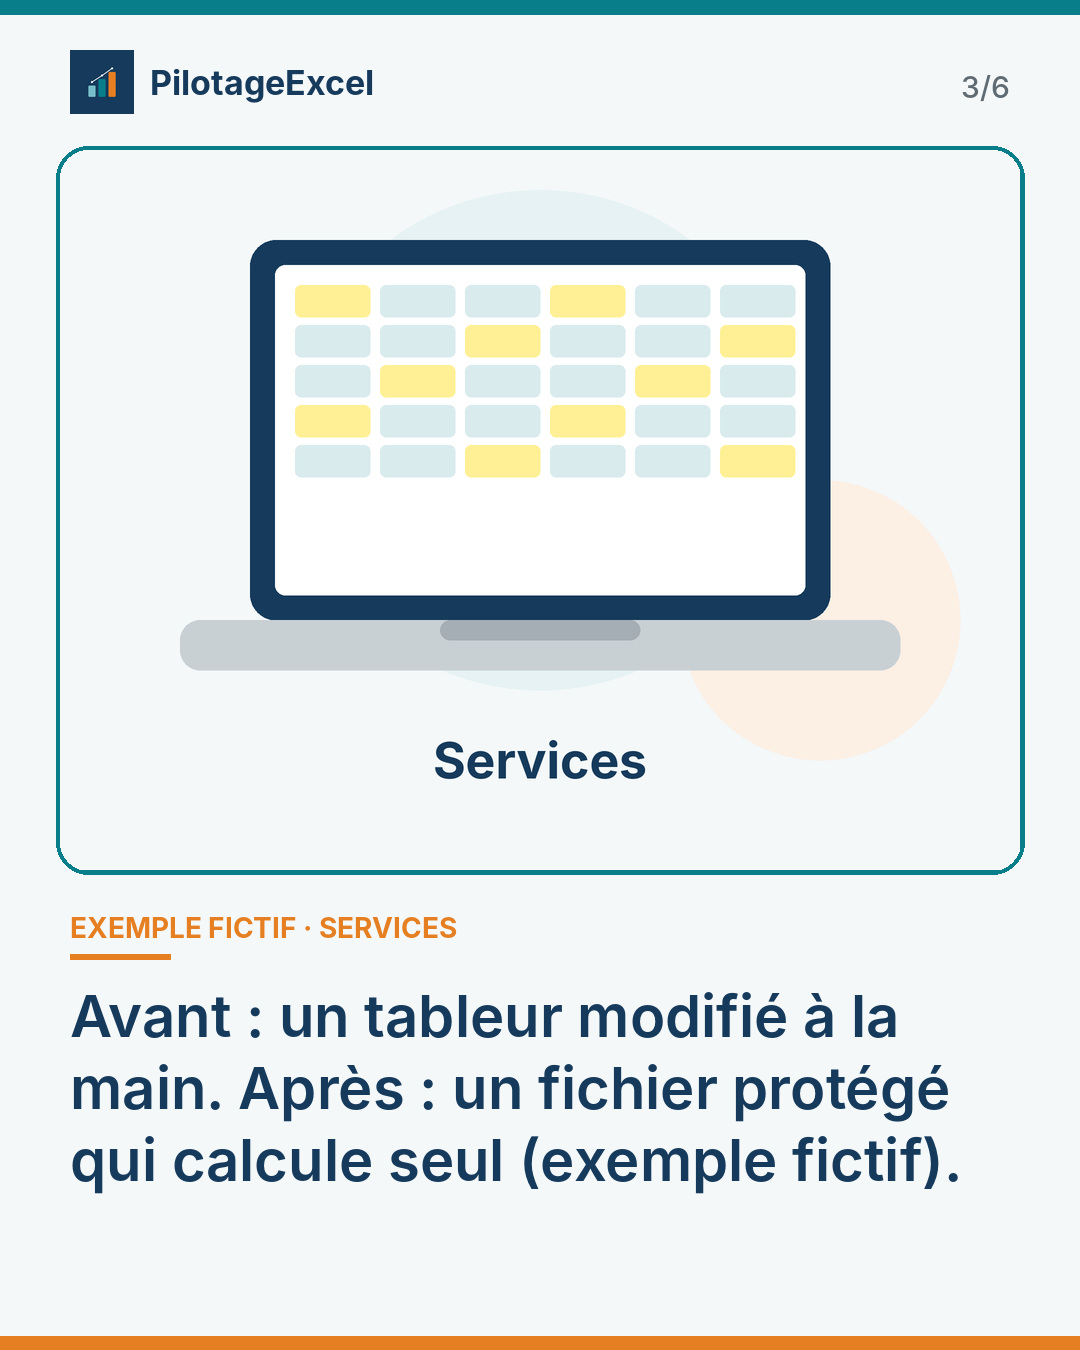 PilotageExcel
3/6
Services
EXEMPLE FICTIF · SERVICES
Avant : un tableur modifié à la
main. Après : un fichier protégé
qui calcule seul (exemple fictif).